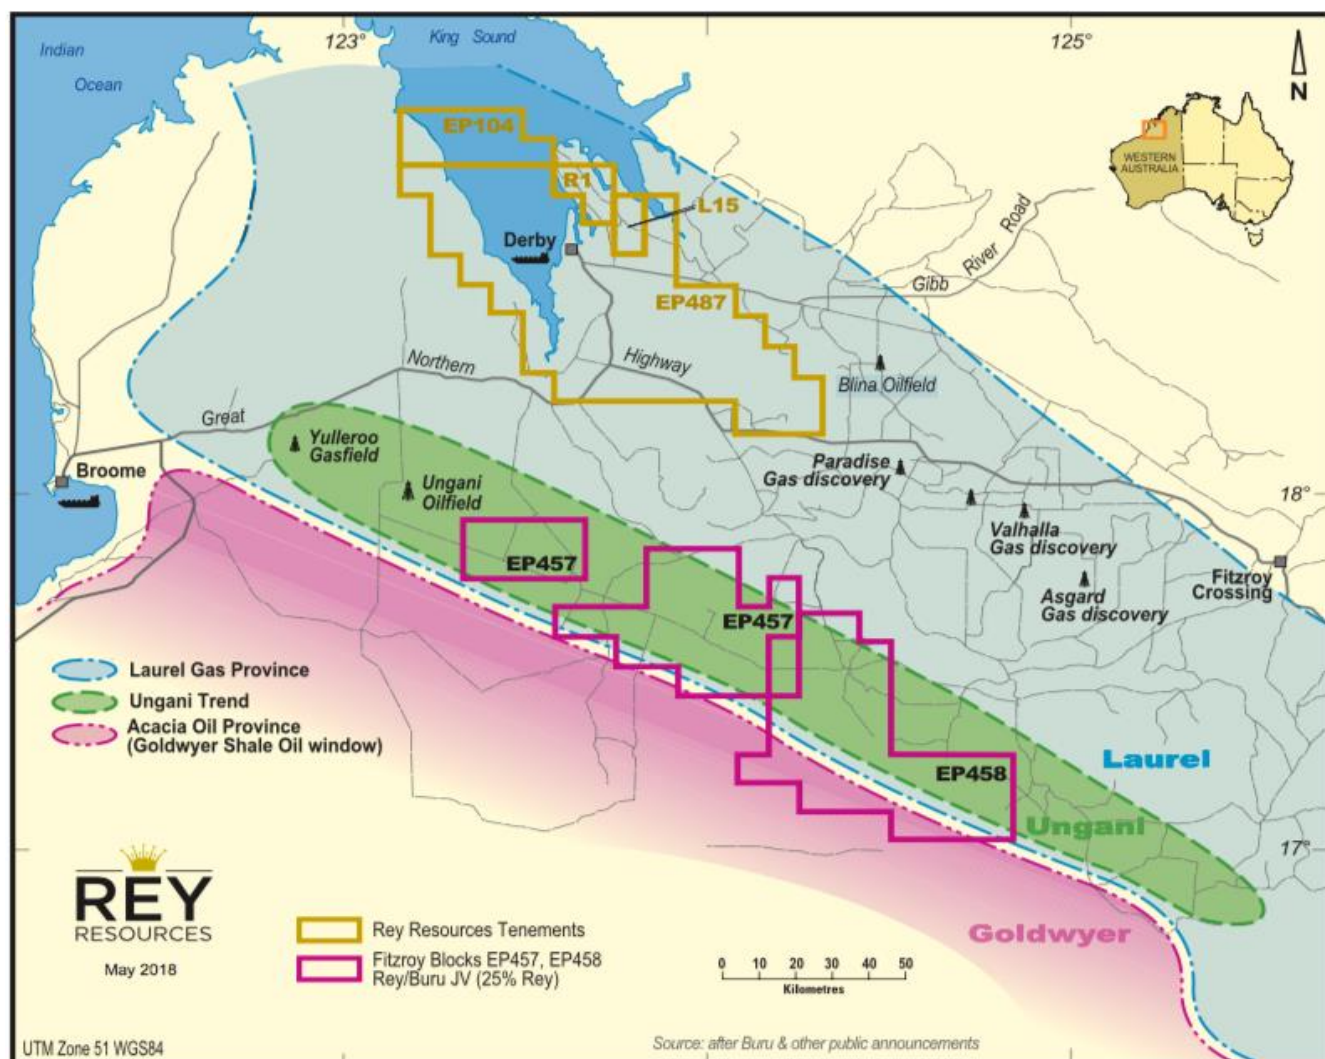 123°
King Sound
125°
Indian
Ocean
N
EP104
WESTERN
AUSTRALIA
R1
L15
Derby
Gibb River Road
EP487
Northern
Highway
Blina Oilfield
Great
Yulleroo
Gasfield
Broome
Paradise
Gas discovery
Ungani
Oilfield
18°
Valhalla
Gas discovery
EP457
Fitzroy
Crossing
Asgard
Gas discovery
EP457
Laurel Gas Province
Ungani Trend
Acacia Oil Province
(Goldwyer Shale Oil window)
Laurel
EP458
Ungani
17°
REY
RESOURCES
May 2018
Goldwyer
Rey Resources Tenements
Fitzroy Blocks EP457, EP458
Rey/Buru JV (25% Rey)
0 10 20 30 40 50
Kilometres
UTM Zone 51 WGS84
Source: after Buru & other public announcements